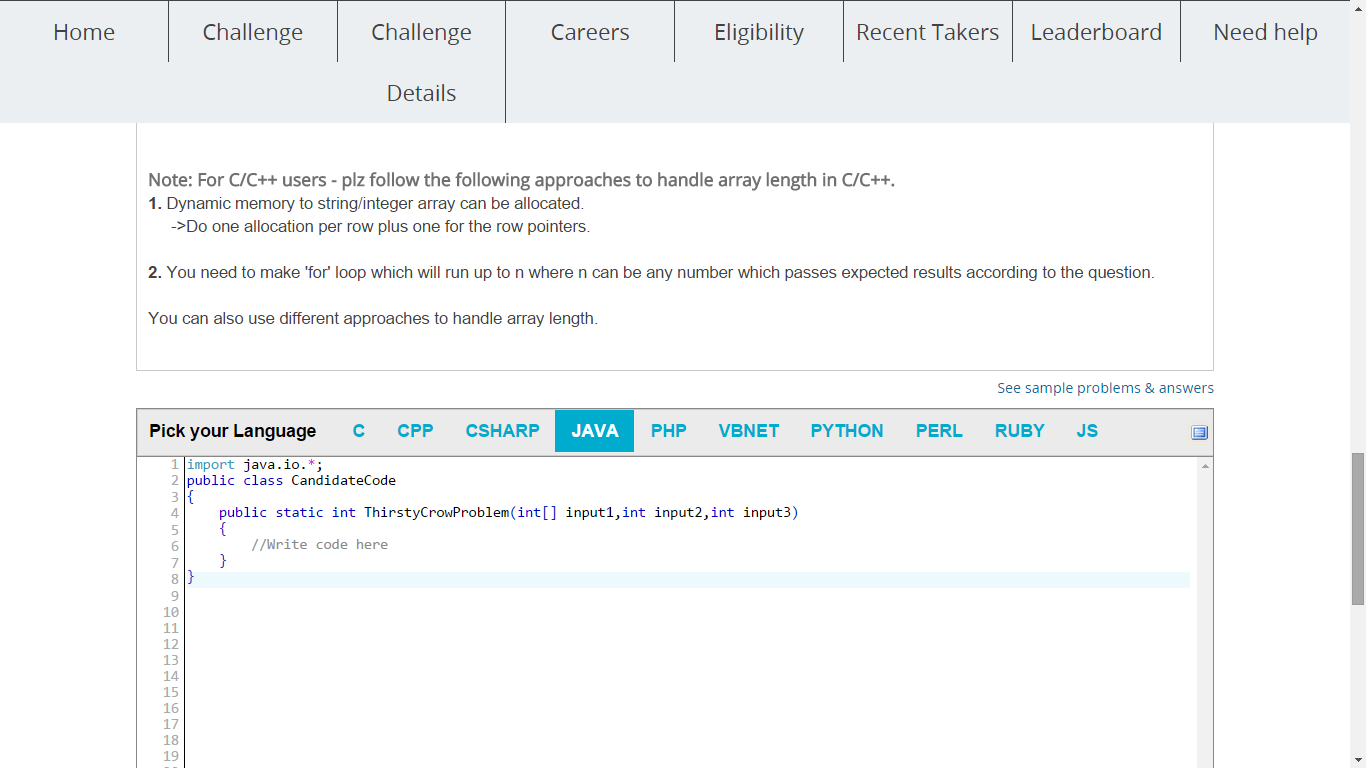 Home Challenge Challenge Careers Eligibility Recent Takers Leaderboard Need help
Details
Note: For C/C++ users - plz follow the following approaches to handle array length in C/C++.
1. Dynamic memory to string/integer array can be allocated.
->Do one allocation per row plus one for the row pointers.
2. You need to make 'for' loop which will run up to n where n can be any number which passes expected results according to the question.
You can also use different approaches to handle array length.
See sample problems & answers
Pick your Language C CPP CSHARP JAVA PHP VBNET PYTHON PERL RUBY JS
1 import java.io.*;
2 public class CandidateCode
3 {
4 public static int ThirstyCrowProblem(int[] input1,int input2,int input3)
5 {
6 //Write code here
7 }
8 }
9
10
11
12
13
14
15
16
17
18
19